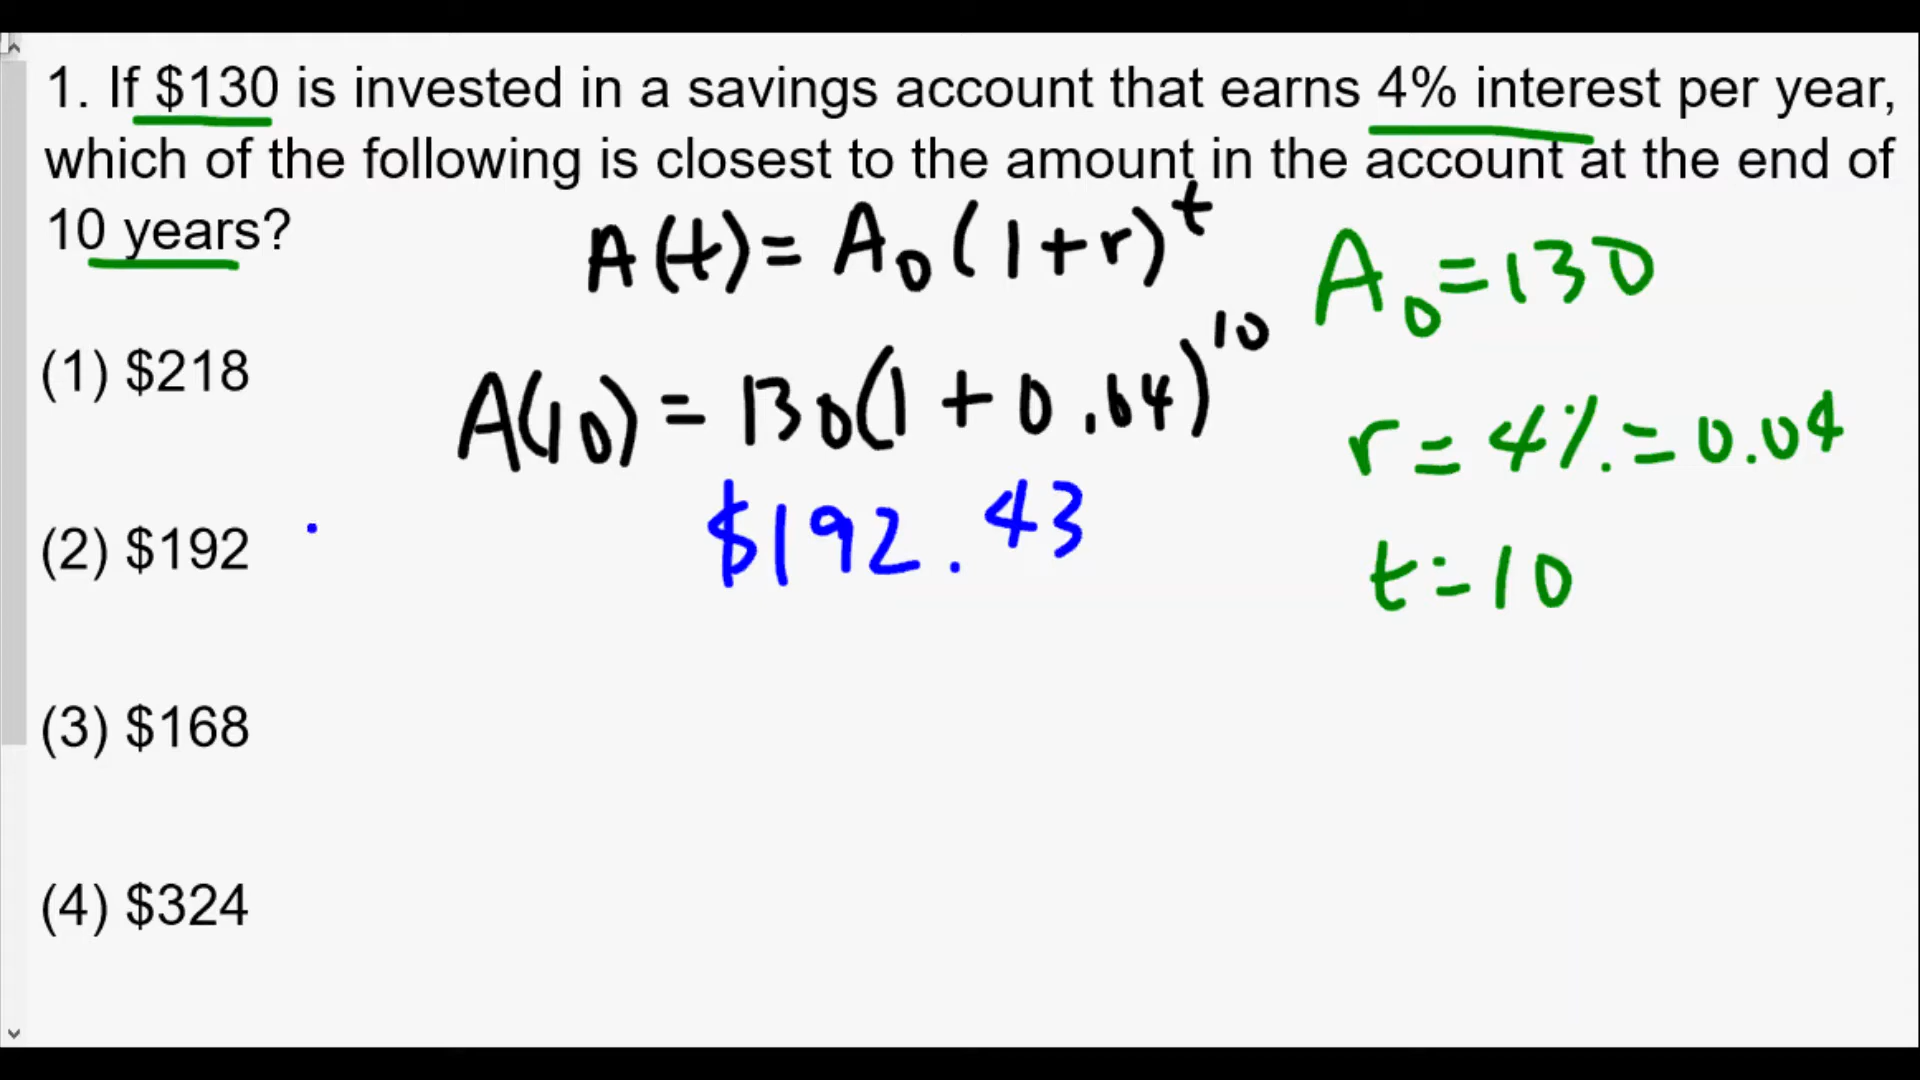 1. If $130 is invested in a savings account that earns 4% interest per year,
which of the following is closest to the amount in the account at the end of
10 years?
A(t) = A₀(1+r)ᵗ
A₀=130
(1) $218
A(10) = 130(1+0.04)¹⁰
r = 4% = 0.04
(2) $192
$192.43
t=10
(3) $168
(4) $324